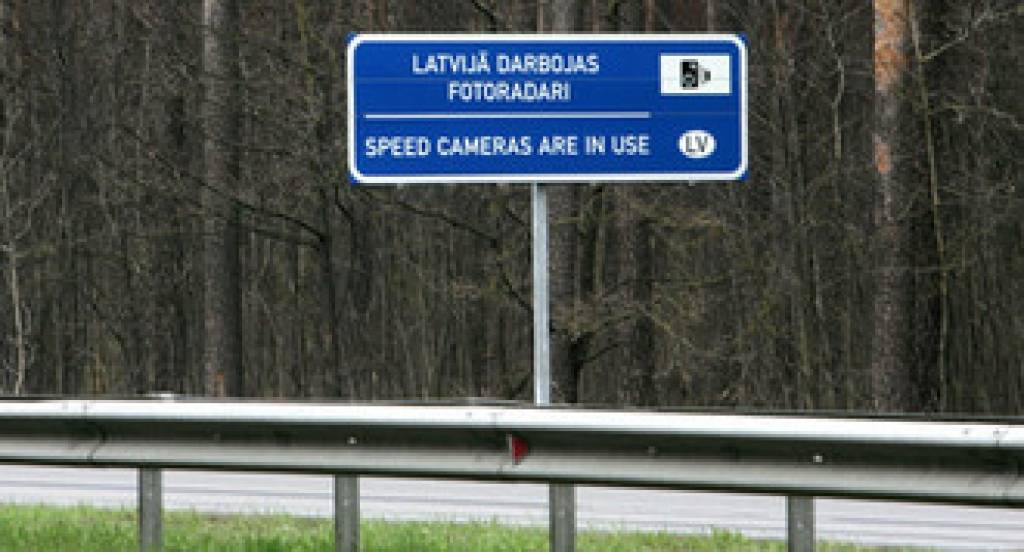 LATVIJĀ DARBOJAS
FOTORADARI
SPEED CAMERAS ARE IN USE
LV